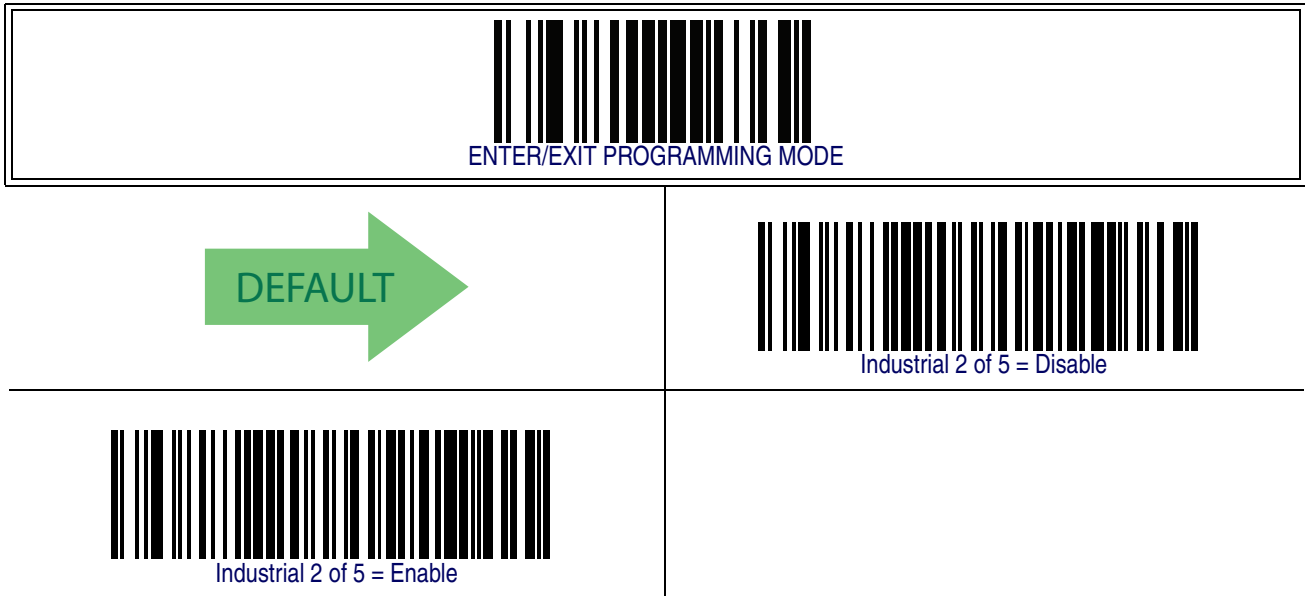 ENTER/EXIT PROGRAMMING MODE
DEFAULT
Industrial 2 of 5 = Disable
Industrial 2 of 5 = Enable